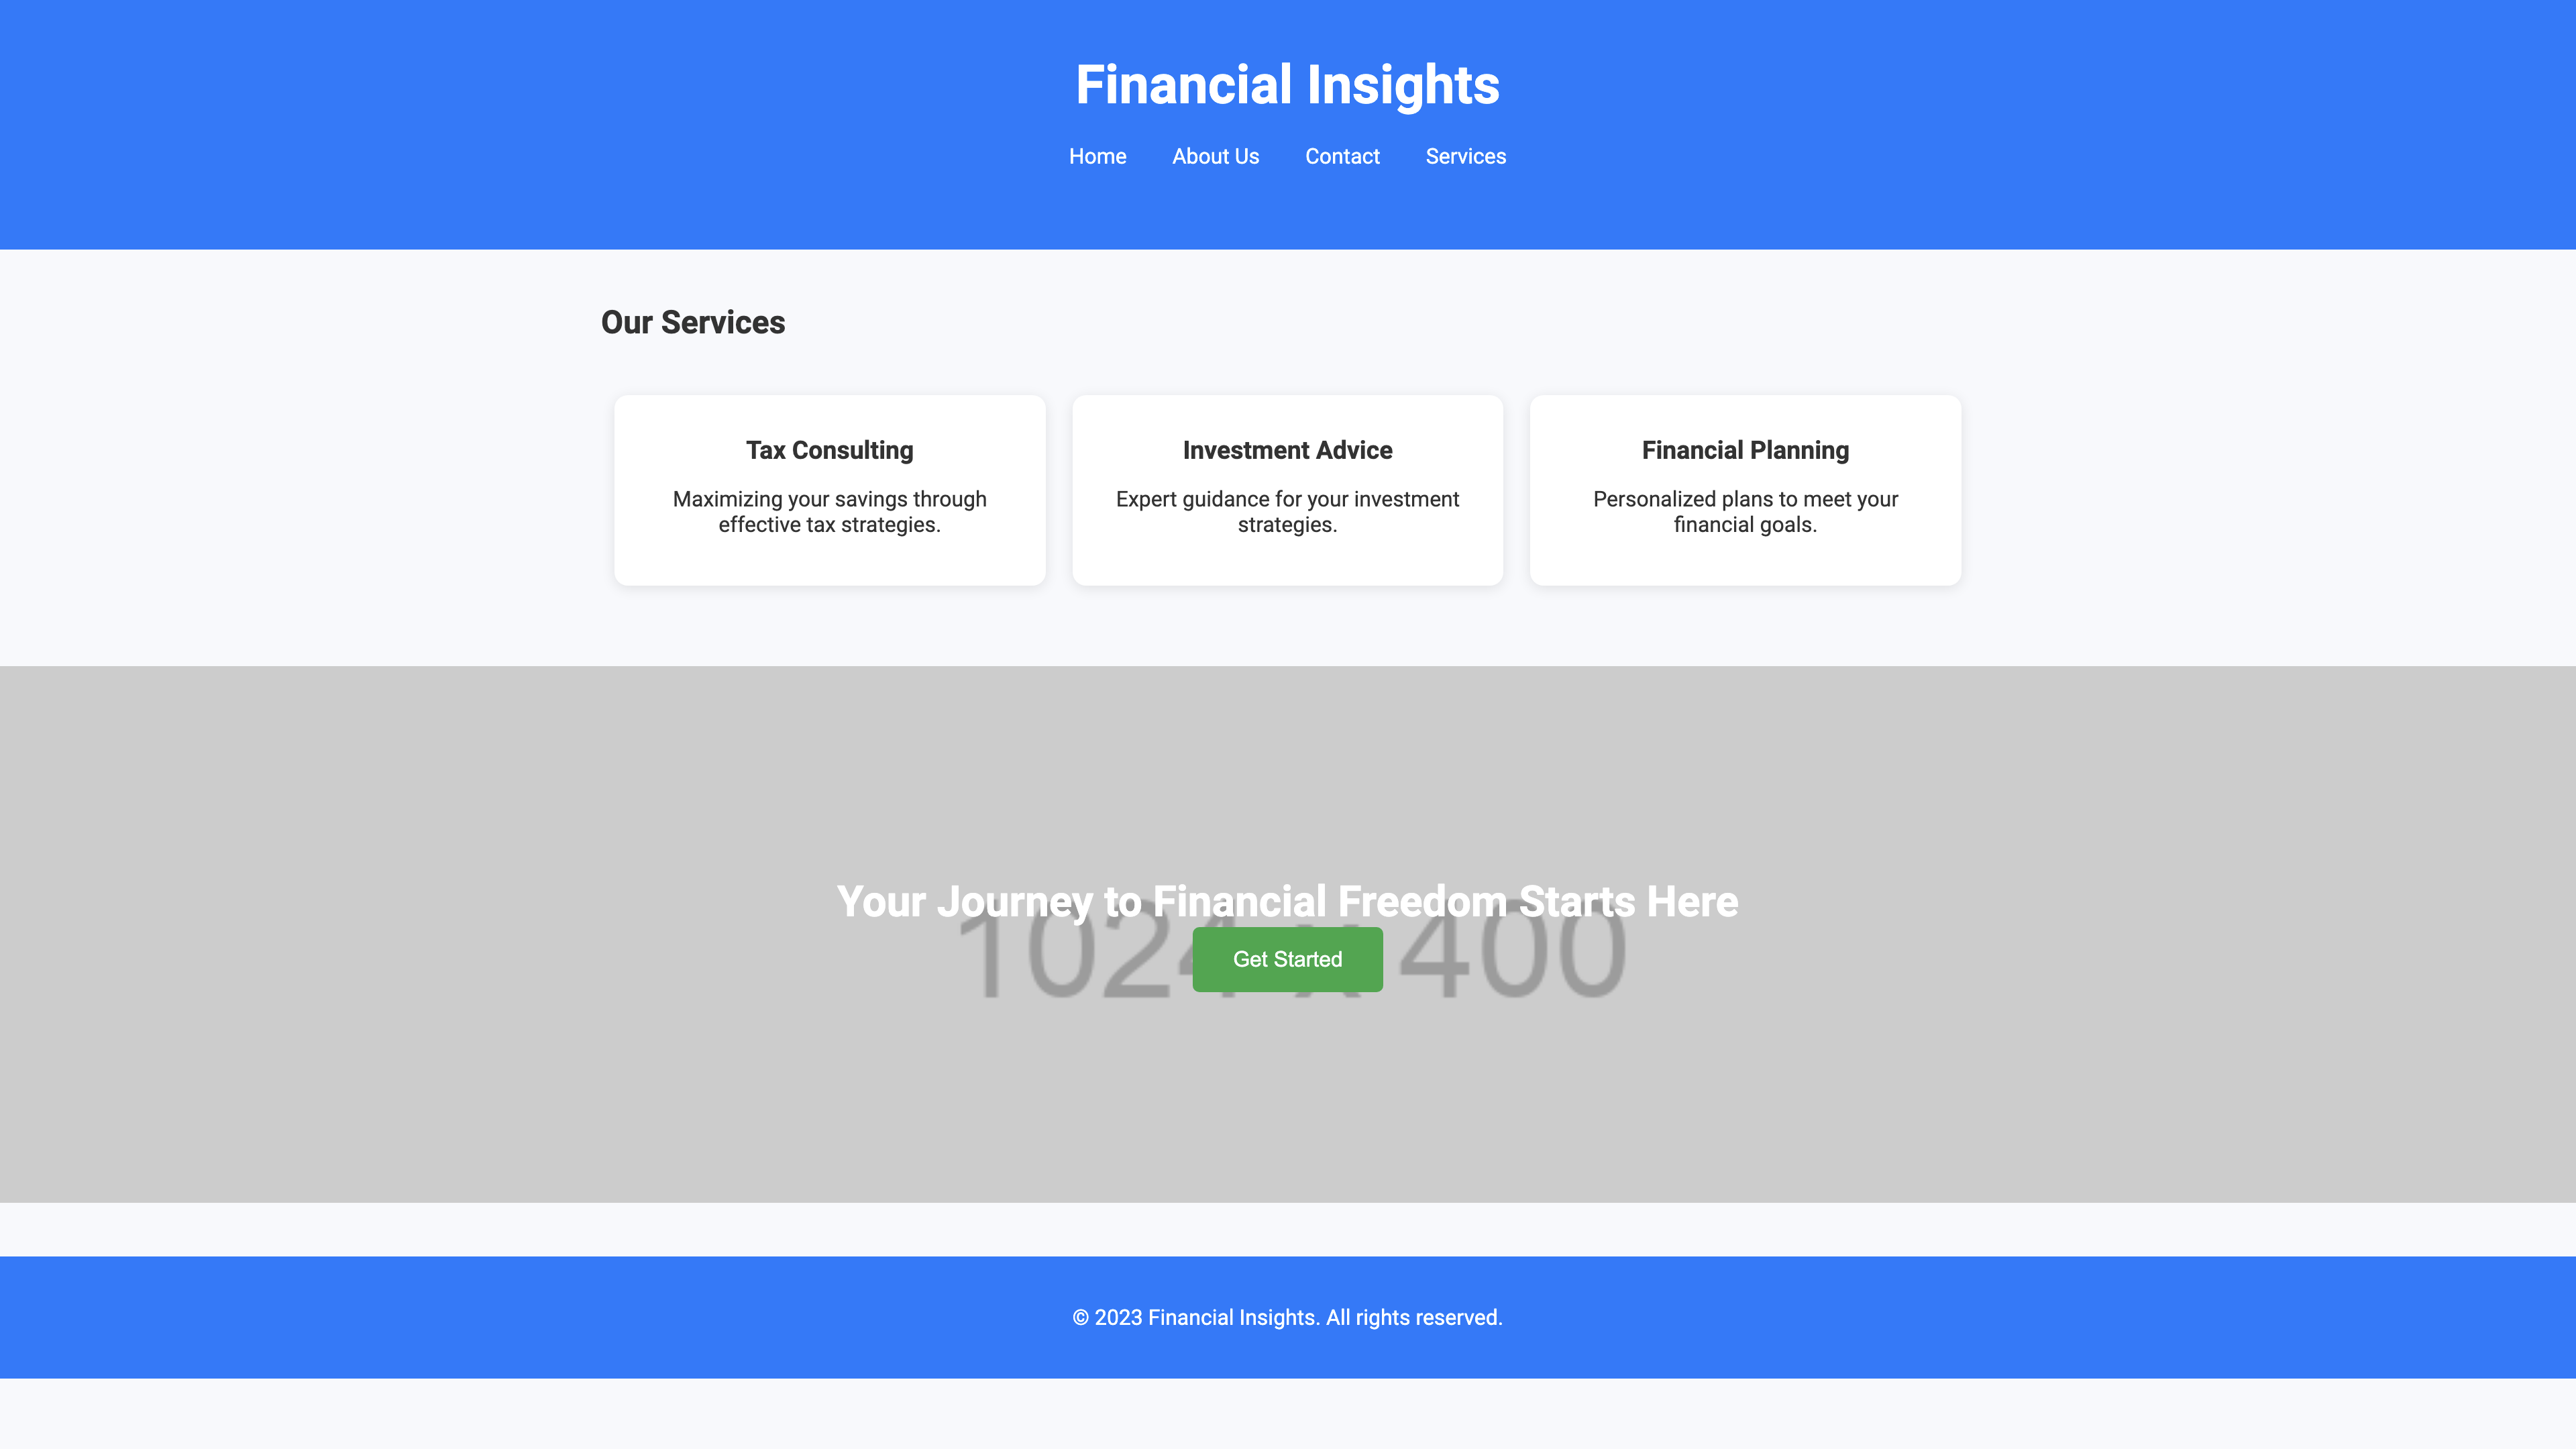 Financial Insights
Home About Us Contact Services
Our Services
Tax Consulting
Maximizing your savings through
effective tax strategies.
Investment Advice
Expert guidance for your investment
strategies.
Financial Planning
Personalized plans to meet your
financial goals.
Your Journey to Financial Freedom Starts Here
1024 x 400
Get Started
© 2023 Financial Insights. All rights reserved.